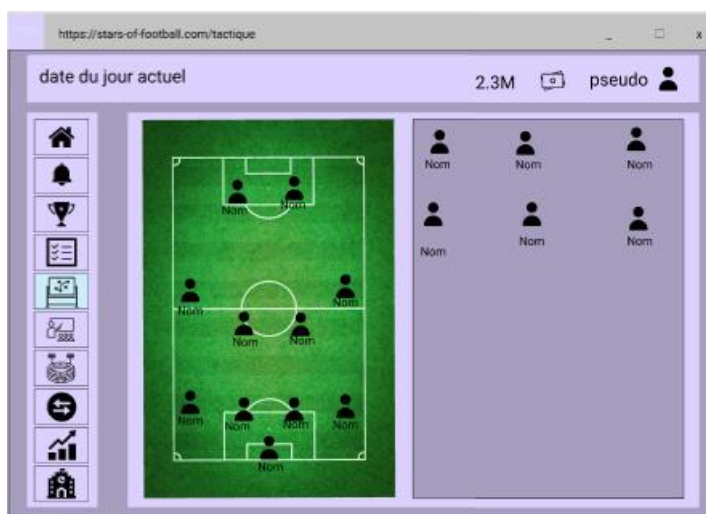 https://stars-of-football.com/tactique
_ x
date du jour actuel
2.3M pseudo
Nom Nom
Nom Nom
Nom Nom
Nom Nom Nom Nom
Nom
Nom Nom Nom
Nom Nom Nom